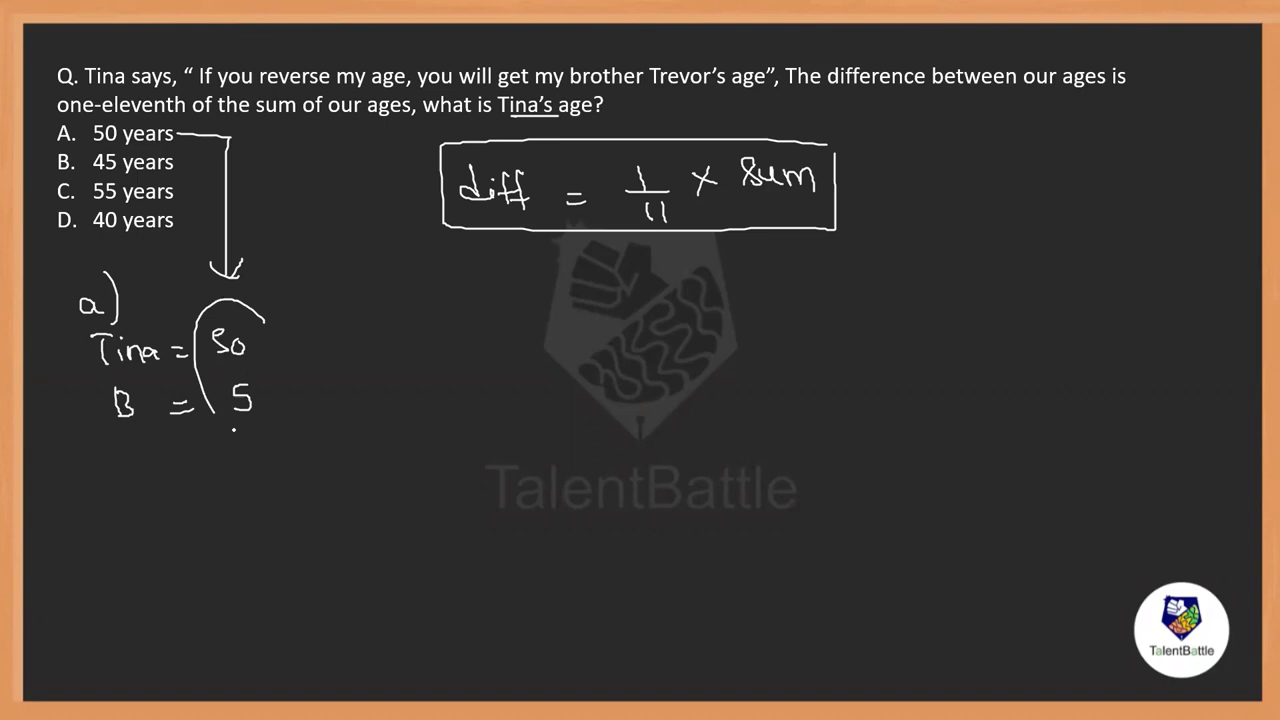 Q. Tina says, “ If you reverse my age, you will get my brother Trevor’s age”, The difference between our ages is
one-eleventh of the sum of our ages, what is Tina’s age?
A. 50 years
B. 45 years
C. 55 years
D. 40 years
diff = 1/11 × Sum
a)
Tina = 50
B = 5
TalentBattle
TalentBattle